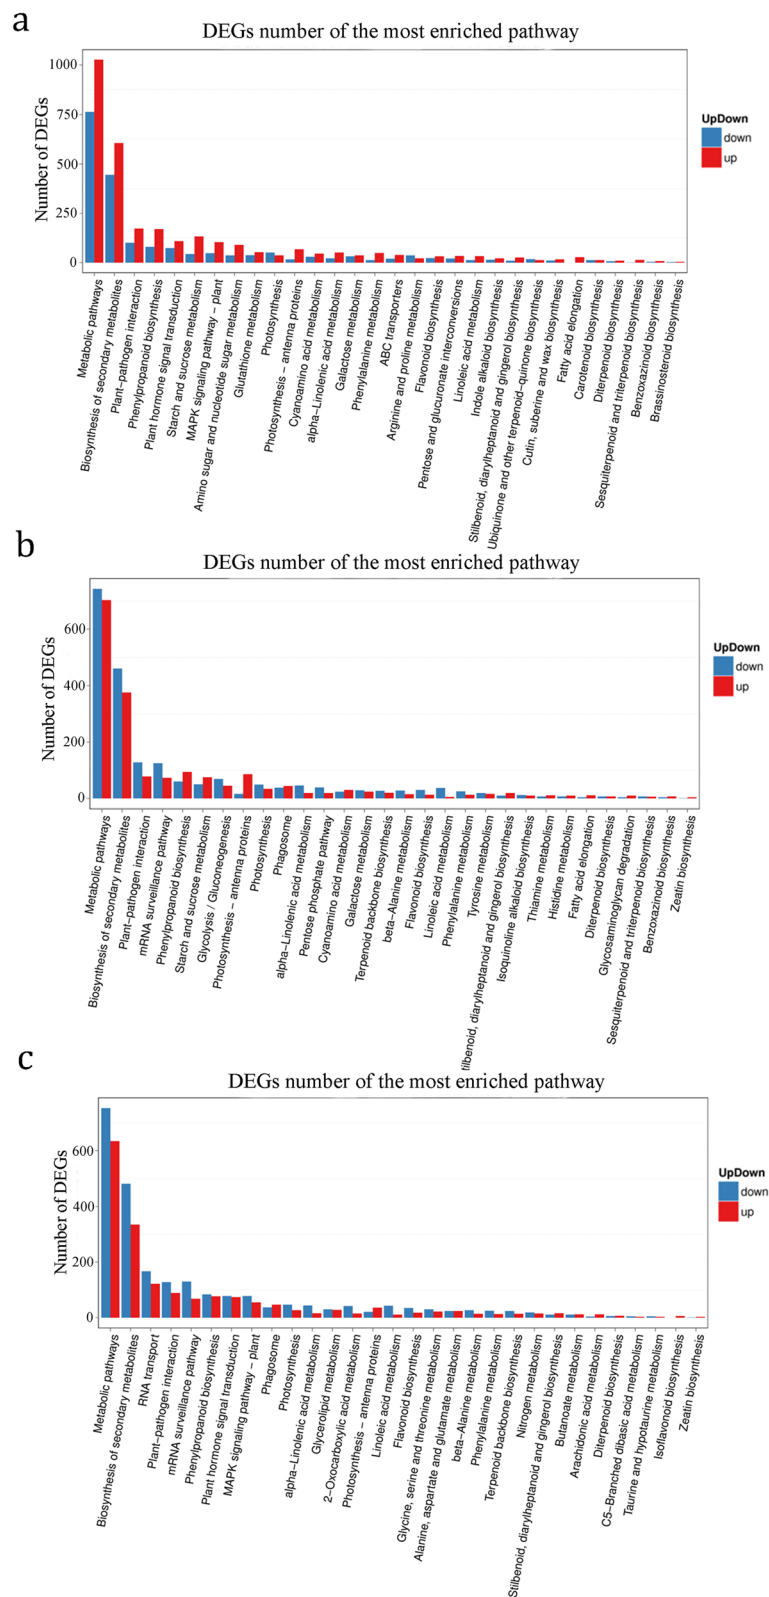 a
DEGs number of the most enriched pathway
Number of DEGs
1000
750
500
250
0
UpDown
down
up
Metabolic pathways
Biosynthesis of secondary metabolites
Plant−pathogen interaction
Phenylpropanoid biosynthesis
Plant hormone signal transduction
Starch and sucrose metabolism
MAPK signaling pathway − plant
Amino sugar and nucleotide sugar metabolism
Glutathione metabolism
Photosynthesis
Photosynthesis − antenna proteins
Cyanoamino acid metabolism
alpha−Linolenic acid metabolism
Galactose metabolism
Phenylalanine metabolism
ABC transporters
Arginine and proline metabolism
Flavonoid biosynthesis
Pentose and glucuronate interconversions
Linoleic acid metabolism
Indole alkaloid biosynthesis
Stilbenoid, diarylheptanoid and gingerol biosynthesis
Ubiquinone and other terpenoid−quinone biosynthesis
Cutin, suberine and wax biosynthesis
Fatty acid elongation
Carotenoid biosynthesis
Diterpenoid biosynthesis
Sesquiterpenoid and triterpenoid biosynthesis
Benzoxazinoid biosynthesis
Brassinosteroid biosynthesis
b
DEGs number of the most enriched pathway
Number of DEGs
600
400
200
0
UpDown
down
up
Metabolic pathways
Biosynthesis of secondary metabolites
Plant−pathogen interaction
mRNA surveillance pathway
Phenylpropanoid biosynthesis
Starch and sucrose metabolism
Glycolysis / Gluconeogenesis
Photosynthesis − antenna proteins
Photosynthesis
Phagosome
alpha−Linolenic acid metabolism
Pentose phosphate pathway
Cyanoamino acid metabolism
Galactose metabolism
Terpenoid backbone biosynthesis
beta−Alanine metabolism
Flavonoid biosynthesis
Linoleic acid metabolism
Phenylalanine metabolism
Tyrosine metabolism
tilbenoid, diarylheptanoid and gingerol biosynthesis
Isoquinoline alkaloid biosynthesis
Thiamine metabolism
Histidine metabolism
Fatty acid elongation
Diterpenoid biosynthesis
Glycosaminoglycan degradation
Sesquiterpenoid and triterpenoid biosynthesis
Benzoxazinoid biosynthesis
Zeatin biosynthesis
c
DEGs number of the most enriched pathway
Number of DEGs
600
400
200
0
UpDown
down
up
Metabolic pathways
Biosynthesis of secondary metabolites
RNA transport
Plant−pathogen interaction
mRNA surveillance pathway
Phenylpropanoid biosynthesis
Plant hormone signal transduction
MAPK signaling pathway − plant
Phagosome
Photosynthesis
alpha−Linolenic acid metabolism
Glycerolipid metabolism
2−Oxocarboxylic acid metabolism
Photosynthesis − antenna proteins
Linoleic acid metabolism
Flavonoid biosynthesis
Glycine, serine and threonine metabolism
Alanine, aspartate and glutamate metabolism
beta−Alanine metabolism
Phenylalanine metabolism
Terpenoid backbone biosynthesis
Nitrogen metabolism
Stilbenoid, diarylheptanoid and gingerol biosynthesis
Butanoate metabolism
Arachidonic acid metabolism
Diterpenoid biosynthesis
C5−Branched dibasic acid metabolism
Taurine and hypotaurine metabolism
Isoflavonoid biosynthesis
Zeatin biosynthesis